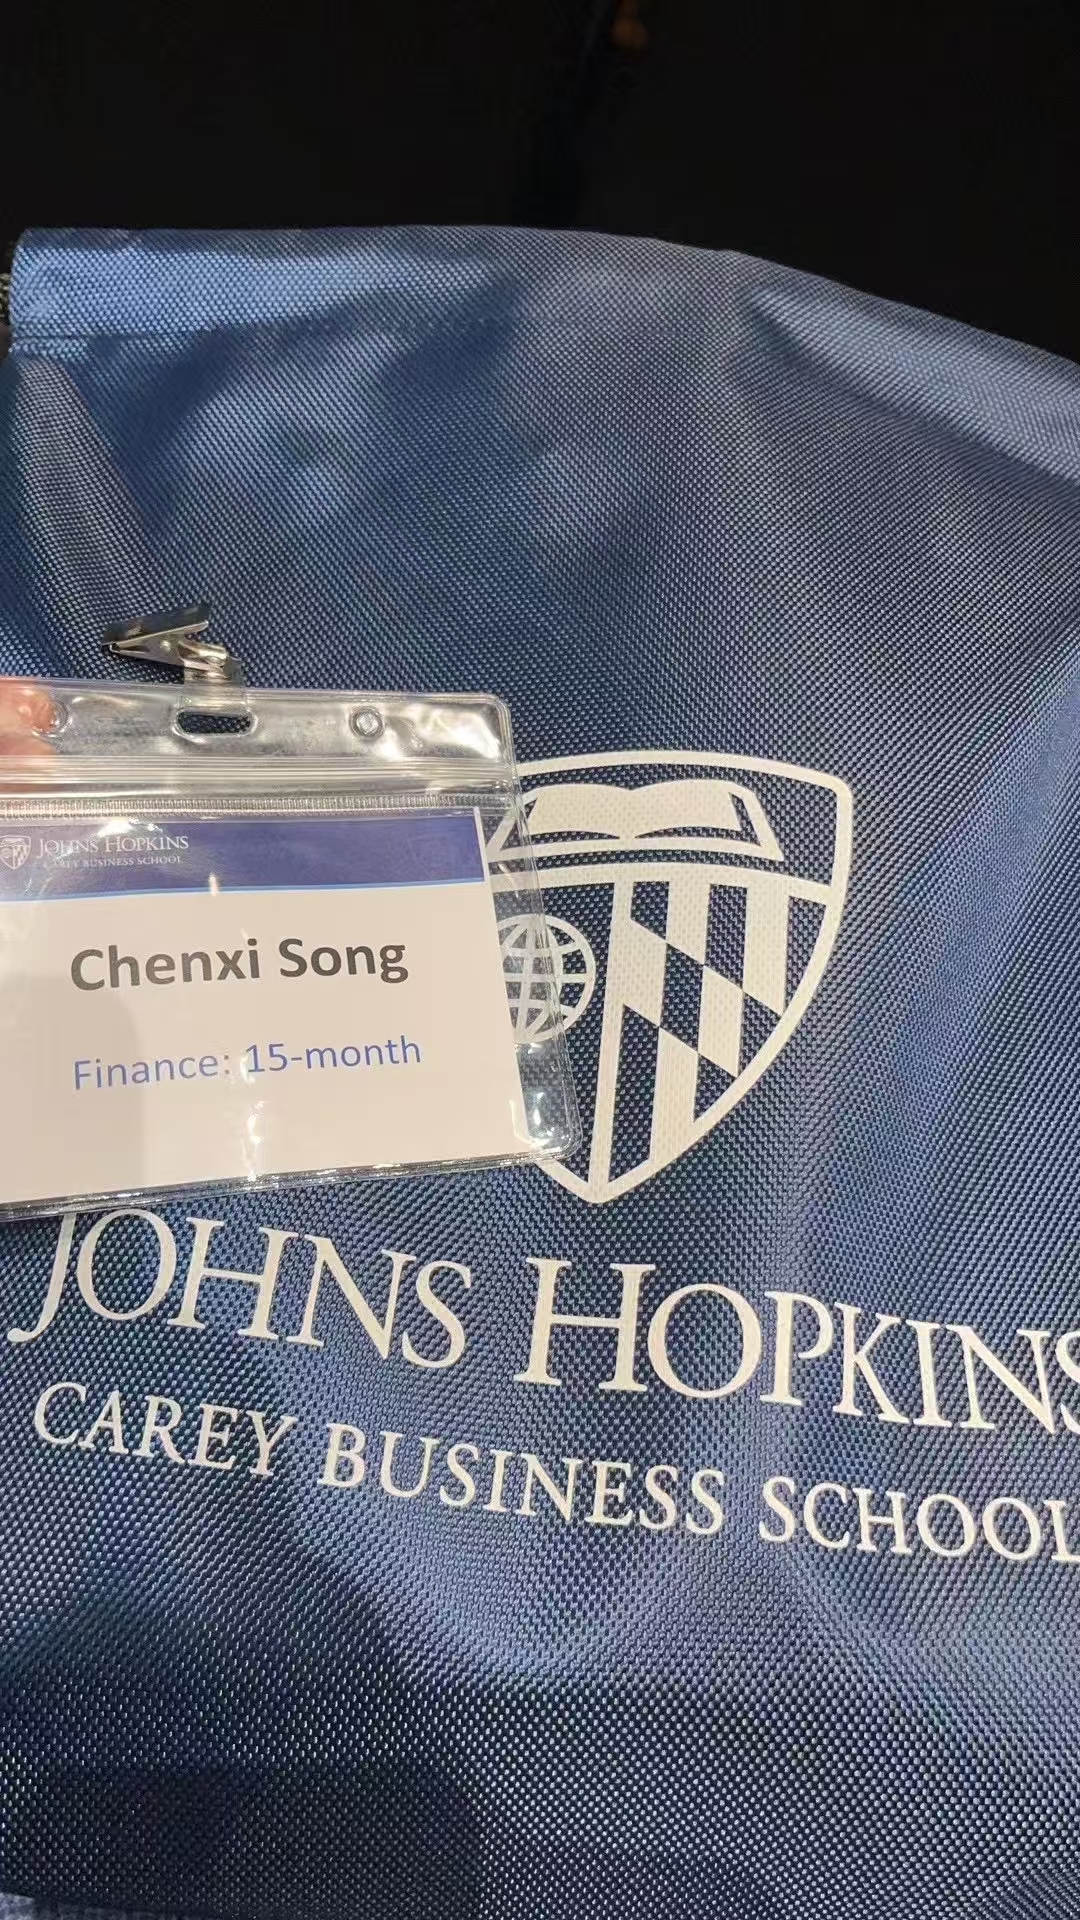 JOHNS HOPKINS
CAREY BUSINESS SCHOOL
Chenxi Song
Finance: 15-month
JOHNS HOPKINS
CAREY BUSINESS SCHOOL